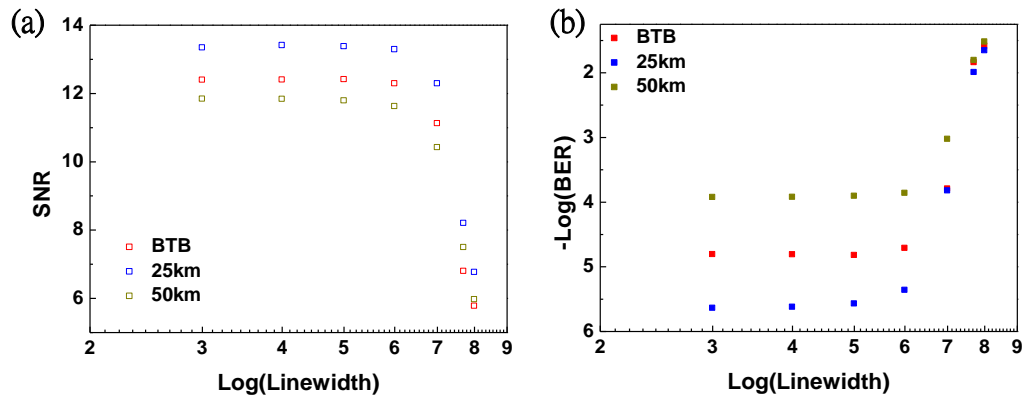 (a)
SNR
14
12
10
8
6
BTB
25km
50km
2 3 4 5 6 7 8 9
Log(Linewidth)
(b)
-Log(BER)
2
3
4
5
6
BTB
25km
50km
2 3 4 5 6 7 8 9
Log(Linewidth)